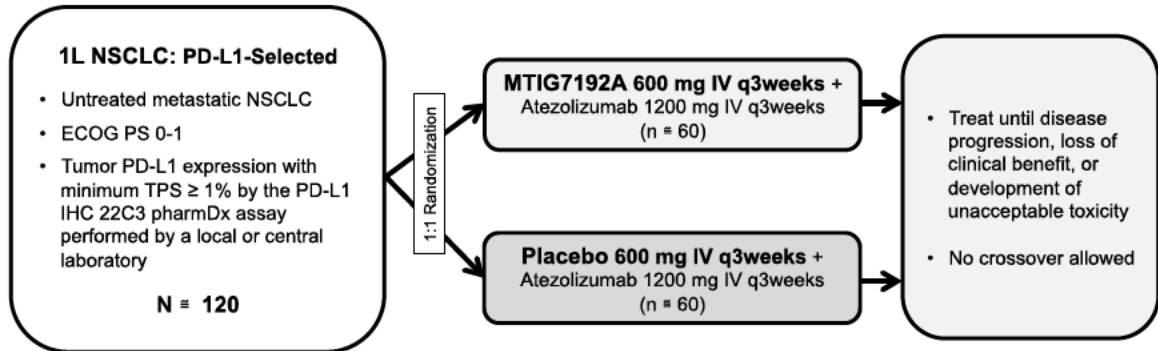 1L NSCLC: PD-L1-Selected
• Untreated metastatic NSCLC
• ECOG PS 0-1
• Tumor PD-L1 expression with
minimum TPS ≥ 1% by the PD-L1
IHC 22C3 pharmDx assay
performed by a local or central
laboratory
N ≅ 120
1:1 Randomization
MTIG7192A 600 mg IV q3weeks +
Atezolizumab 1200 mg IV q3weeks
(n ≅ 60)
Placebo 600 mg IV q3weeks +
Atezolizumab 1200 mg IV q3weeks
(n ≅ 60)
• Treat until disease
progression, loss of
clinical benefit, or
development of
unacceptable toxicity
• No crossover allowed